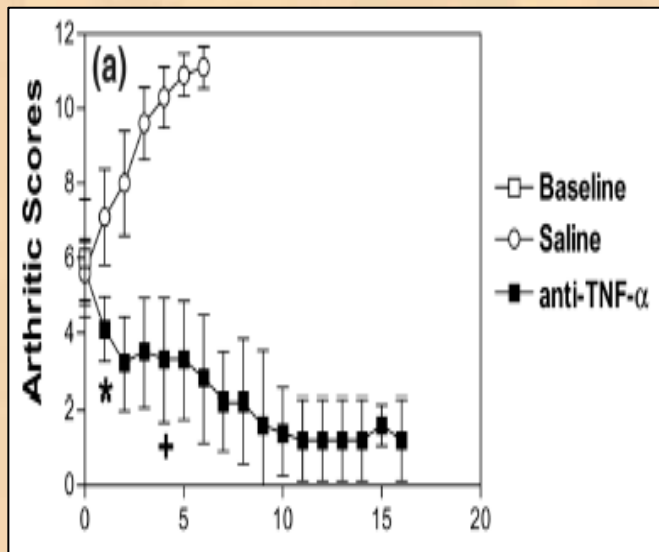 12
(a)
10
8
6
4
2
0
*
+
0
5
10
15
20
Arthritic Scores
Baseline
Saline
anti-TNF-α